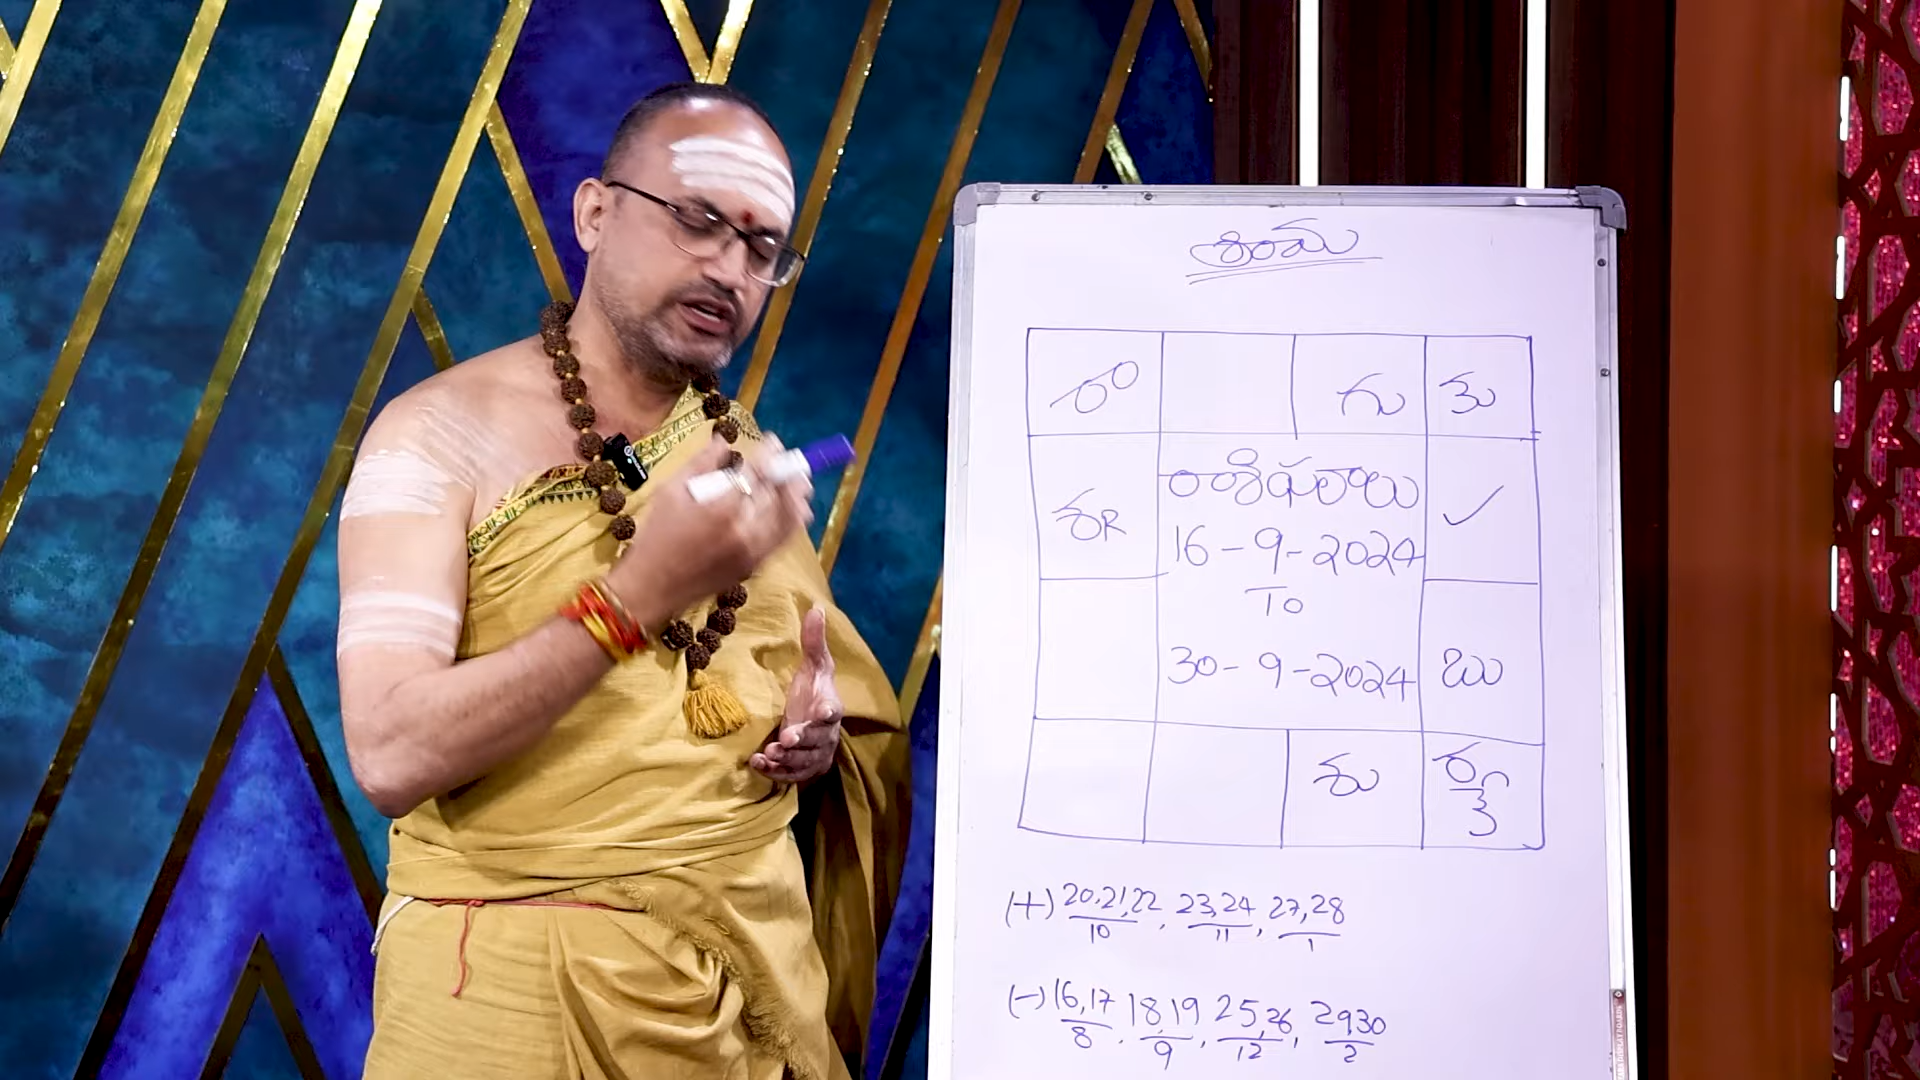 శ్రీరామ
రా గు కు
రాశిఫలాలు
శR ✓
16-9-2024
To
30-9-2024 బు
శు ర/కే
(+) 20,21,22/10, 23,24/11, 27,28/1
(-) 16,17/8, 18,19/9, 25,26/12, 29,30/2